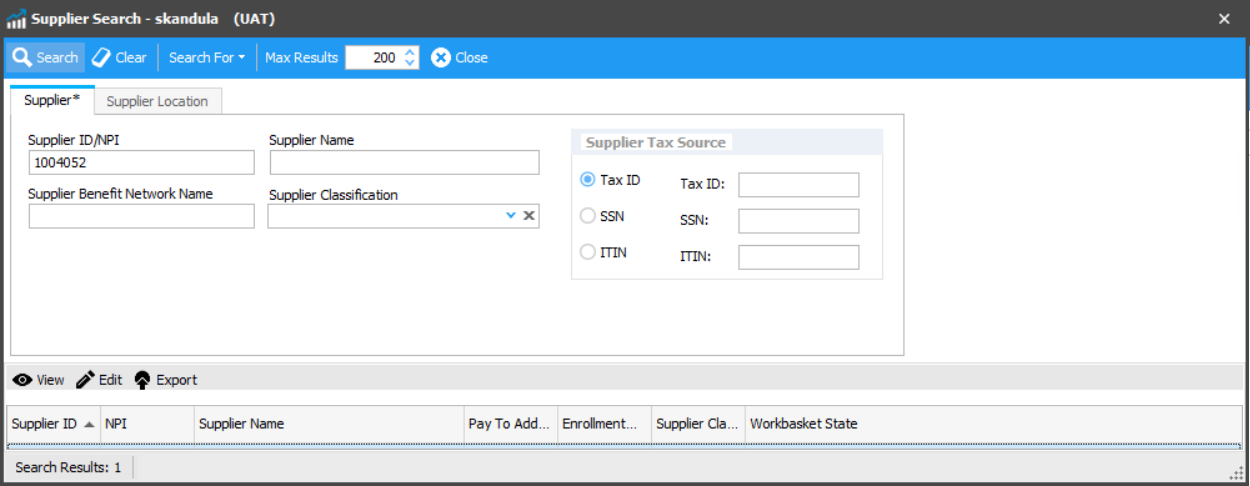 Supplier Search - skandula (UAT)
Search Clear Search For Max Results 200 Close
Supplier* Supplier Location
Supplier ID/NPI Supplier Name Supplier Tax Source
1004052
Tax ID Tax ID:
Supplier Benefit Network Name Supplier Classification
SSN SSN:
ITIN ITIN:
View Edit Export
Supplier ID NPI Supplier Name Pay To Add... Enrollment... Supplier Cla... Workbasket State
Search Results: 1